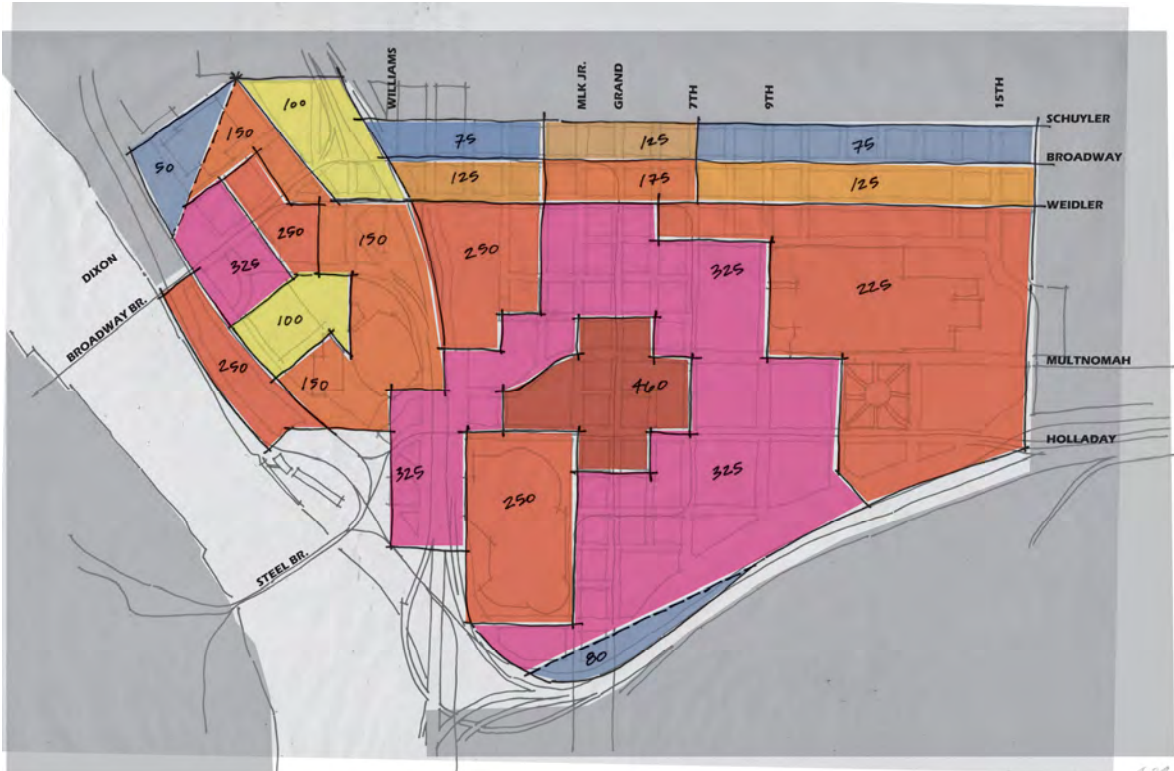 WILLIAMS
MLK JR.
GRAND
7TH
9TH
15TH
SCHUYLER
BROADWAY
WEIDLER
MULTNOMAH
HOLLADAY
DIXON
BROADWAY BR.
STEEL BR.
100
150
50
75
125
75
125
175
125
250
150
250
325
325
225
100
250
150
460
325
250
325
80